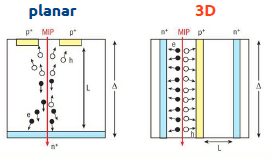 planar 3D
p⁺ MIP p⁺ n⁺ MIP p⁺ n⁺
e
h
L
Δ
Δ
e
h
n⁺
L